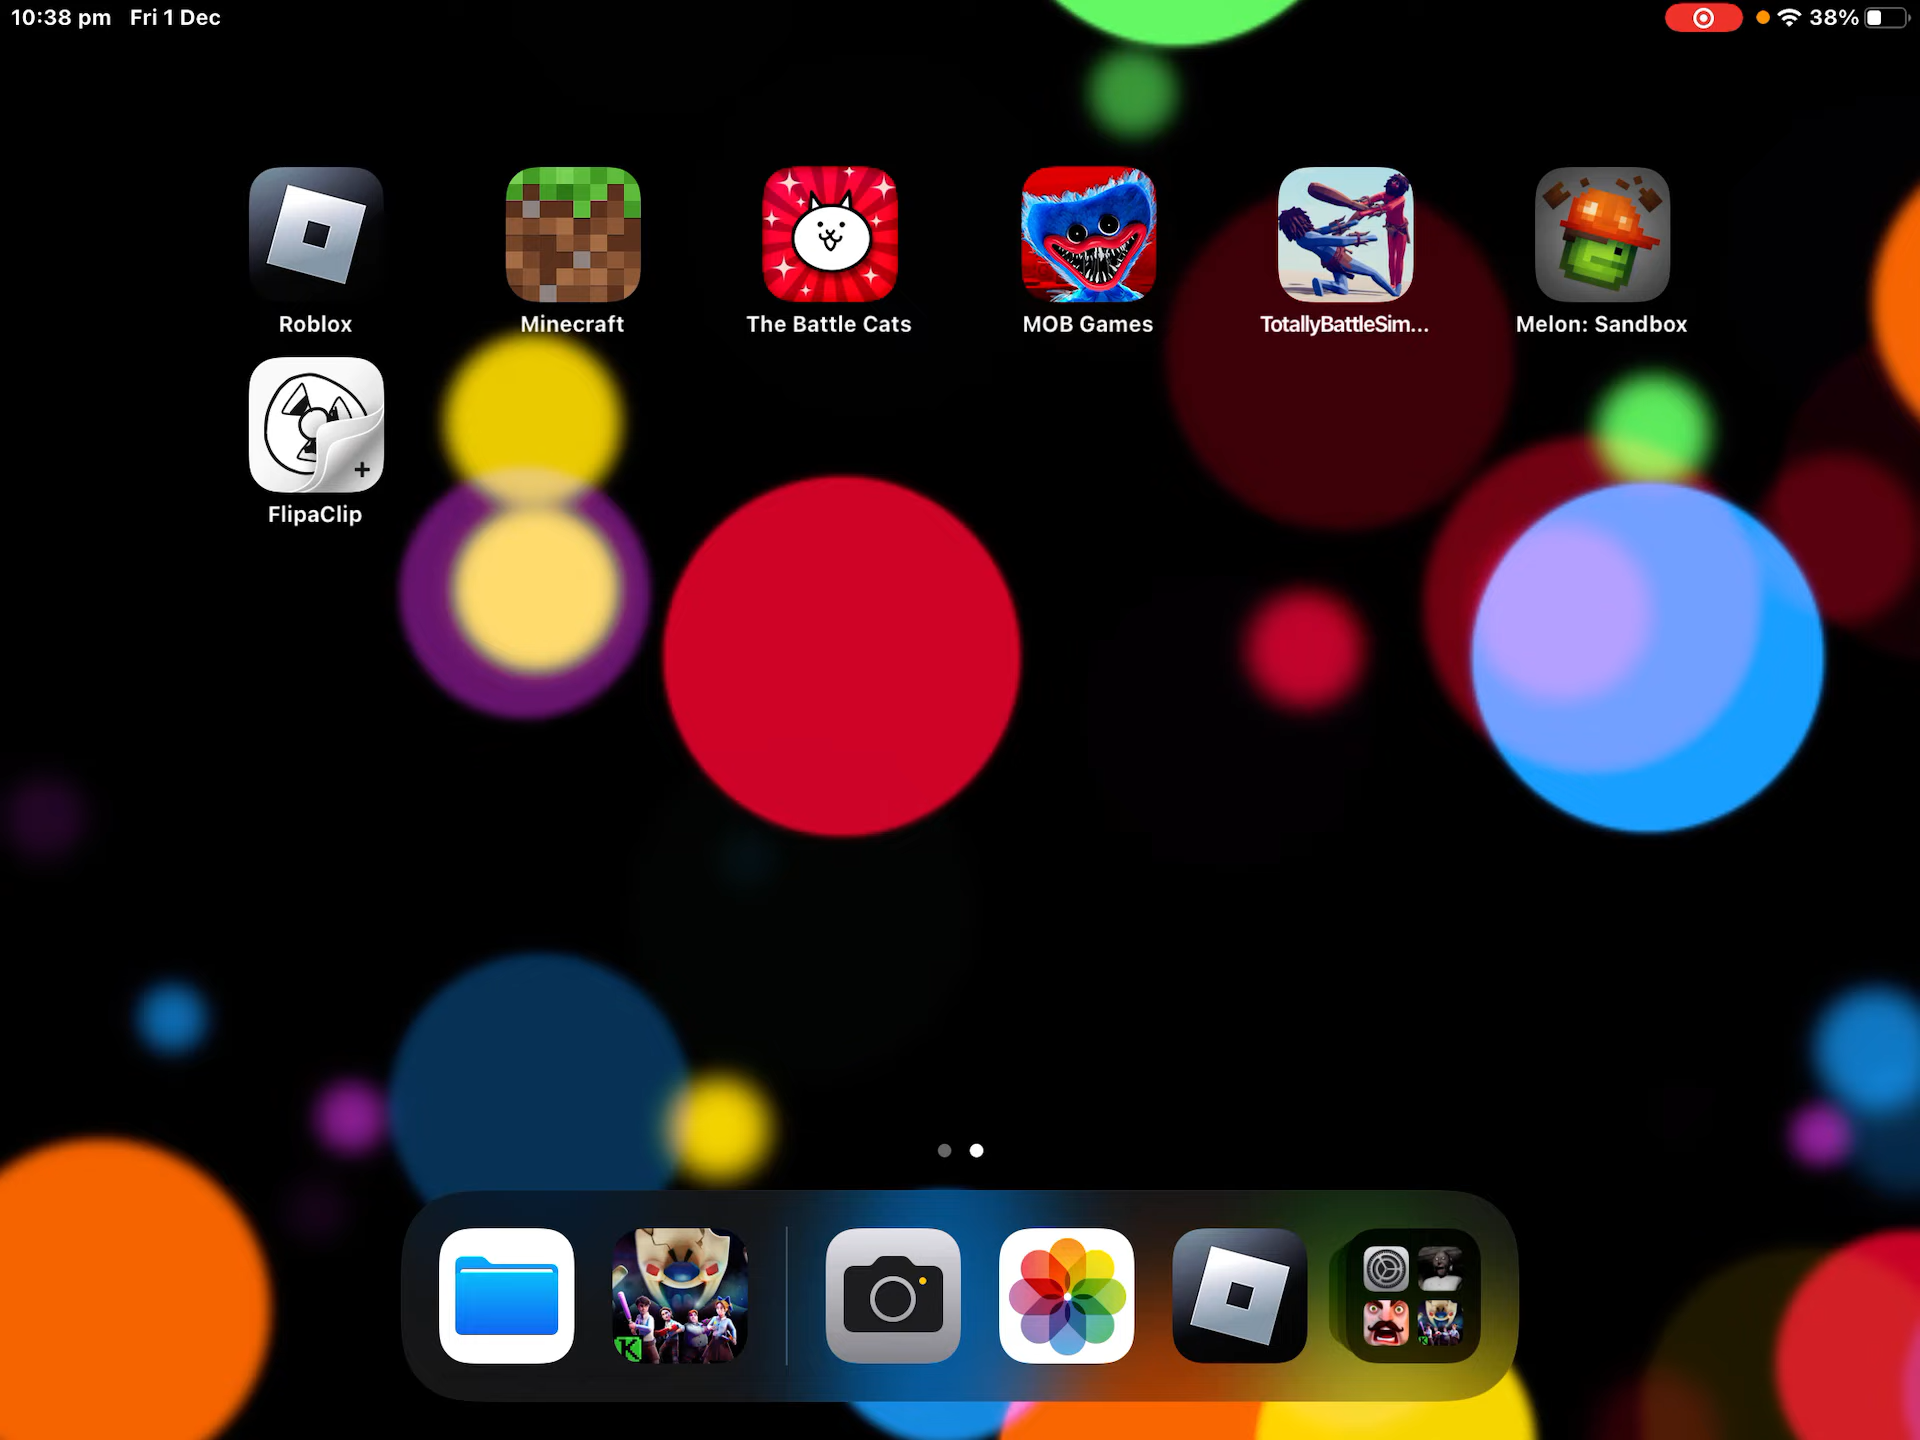 10:38 pm Fri 1 Dec 38%
Roblox Minecraft The Battle Cats MOB Games TotallyBattleSim... Melon: Sandbox
FlipaClip
K